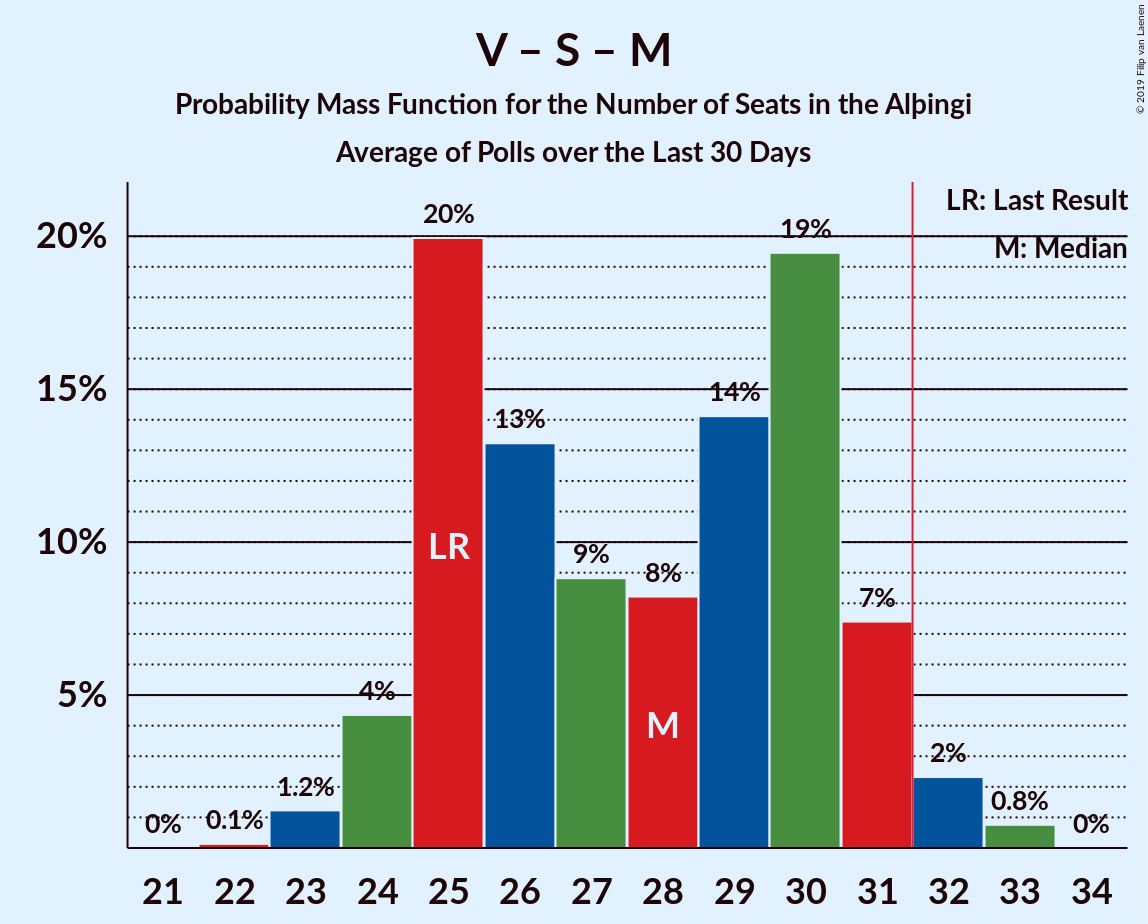 V – S – M
Probability Mass Function for the Number of Seats in the Alþingi
Average of Polls over the Last 30 Days
© 2019 Filip van Laenen
LR: Last Result
M: Median
20%
15%
10%
5%
0%
0.1%
1.2%
4%
20%
13%
9%
8%
14%
19%
7%
2%
0.8%
0%
LR
M
21 22 23 24 25 26 27 28 29 30 31 32 33 34